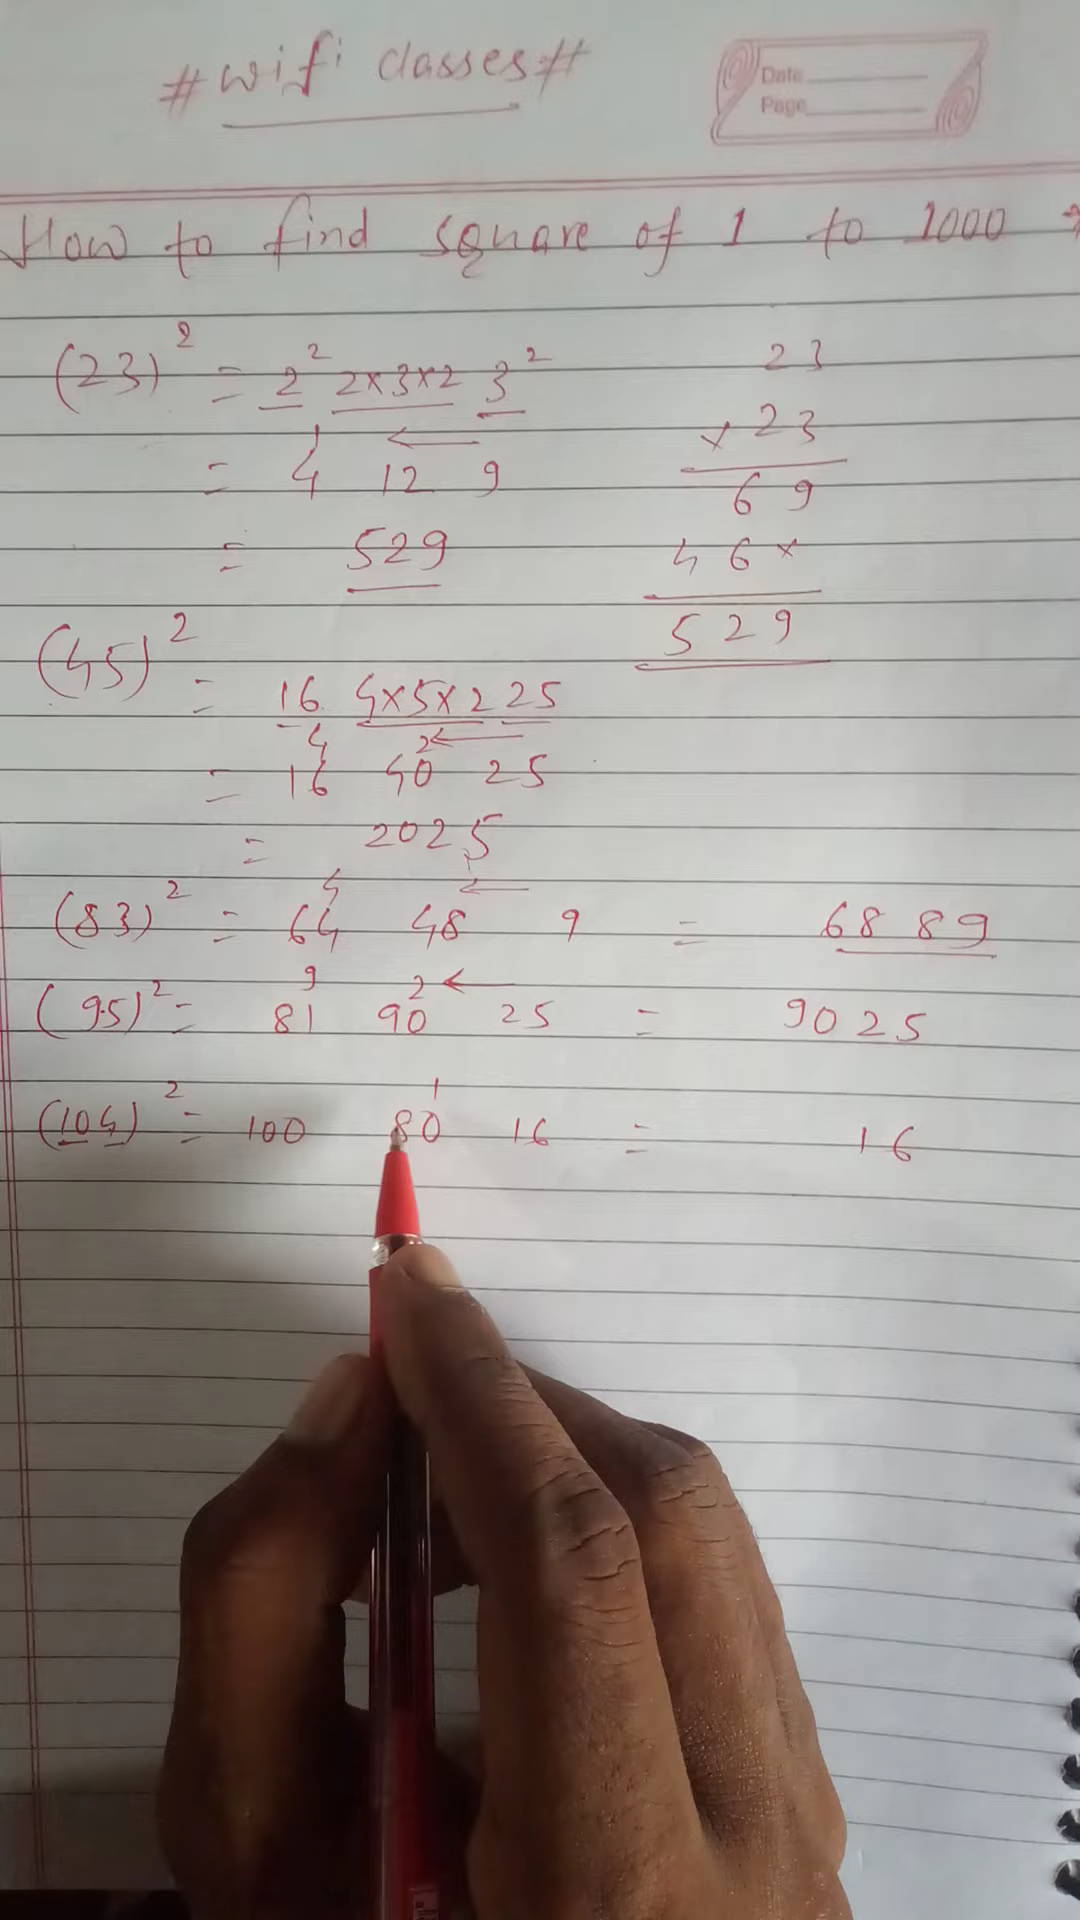 #wifi classes#
Date
Page
How to find square of 1 to 1000 →
(23)² = 2² 2×3×2 3²
= 4 12 9
= 529
23
×23
69
46×
529
(45)²
= 16 4×5×2 25
= 16 40 25
= 2025
(83)² = 64 48 9 = 6889
(95)² = 81 90 25 = 9025
(104)² = 100 80 16 = 16